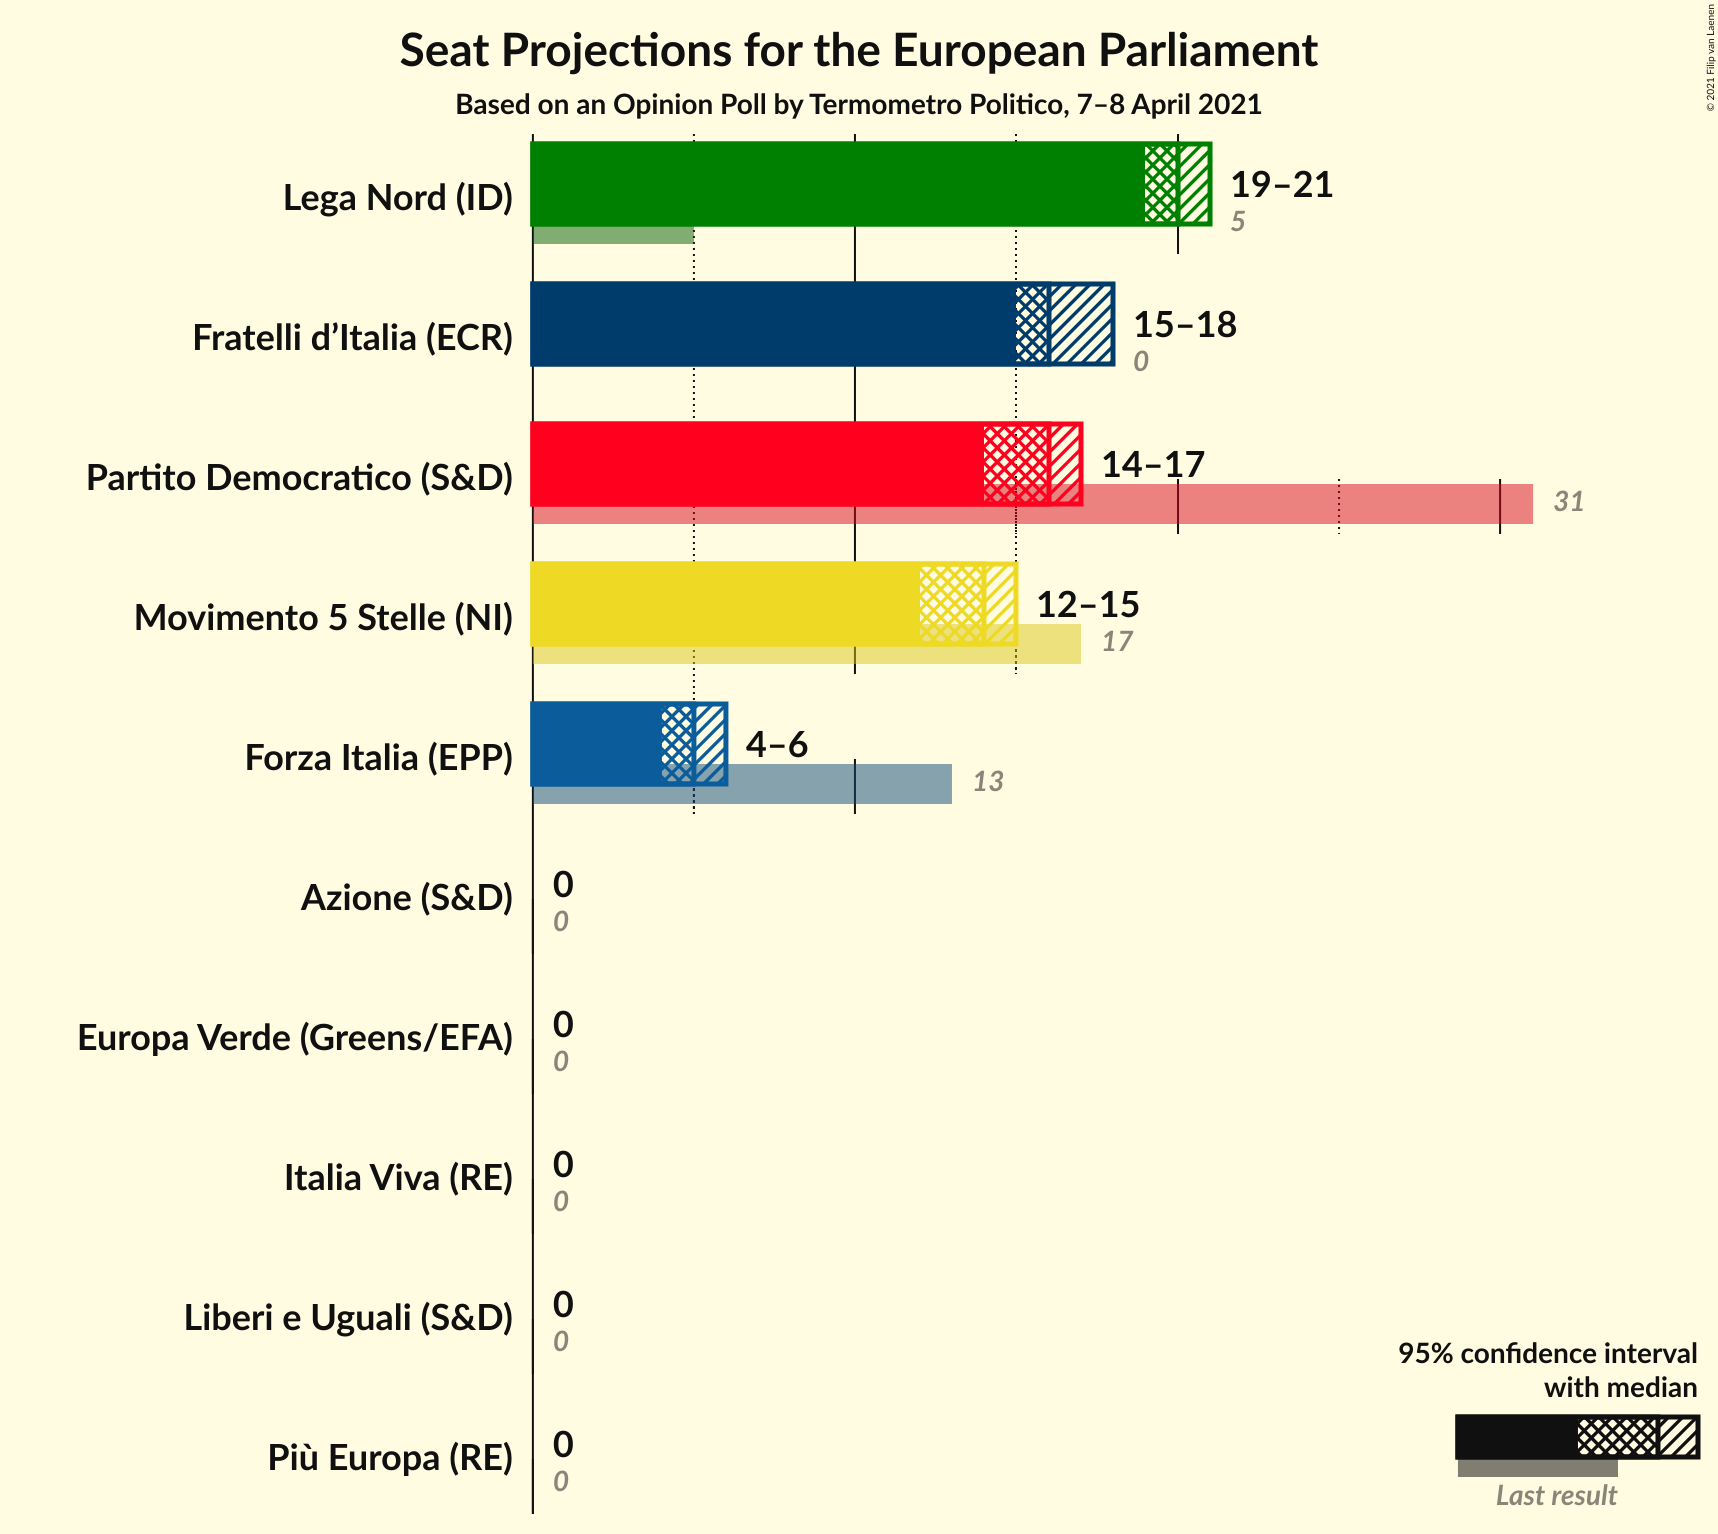 Seat Projections for the European Parliament
Based on an Opinion Poll by Termometro Politico, 7–8 April 2021
© 2021 Filip van Laenen
Lega Nord (ID)
19–21
5
Fratelli d’Italia (ECR)
15–18
0
Partito Democratico (S&D)
14–17
31
Movimento 5 Stelle (NI)
12–15
17
Forza Italia (EPP)
4–6
13
Azione (S&D)
0
0
Europa Verde (Greens/EFA)
0
0
Italia Viva (RE)
0
0
Liberi e Uguali (S&D)
0
0
Più Europa (RE)
0
0
95% confidence interval
with median
Last result